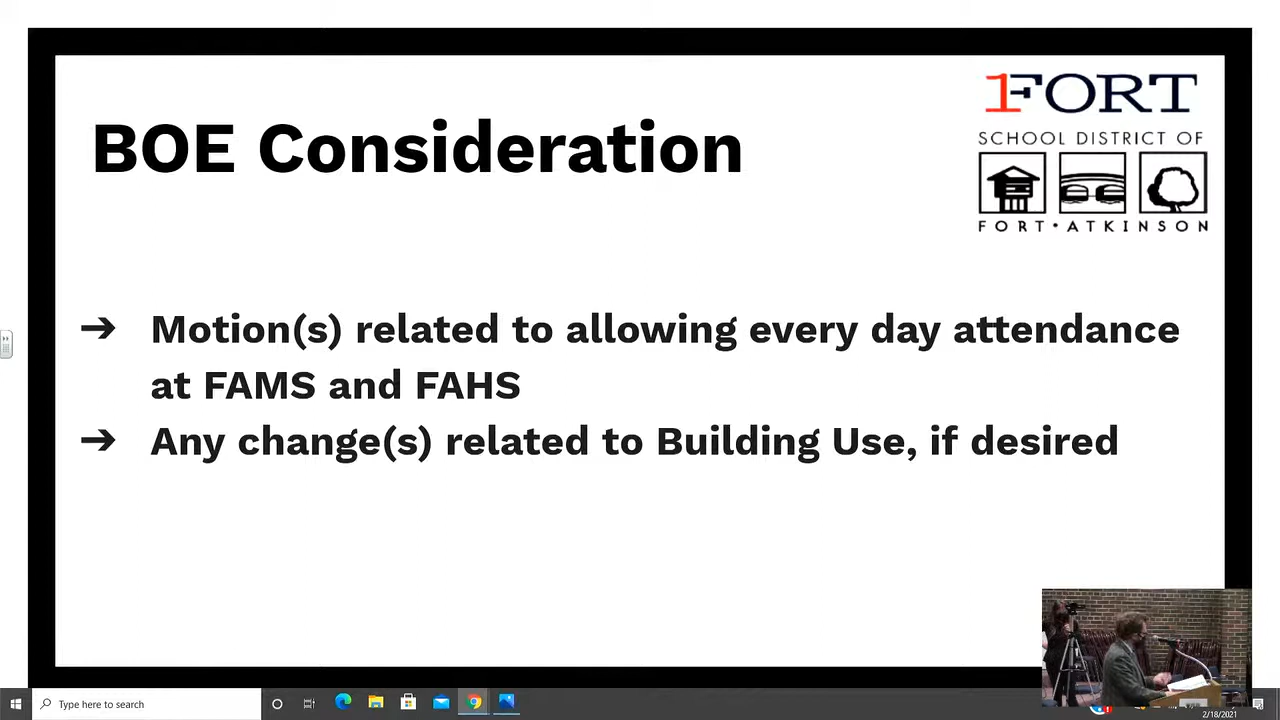 BOE Consideration
1FORT
SCHOOL DISTRICT OF
FORT•ATKINSON
➔ Motion(s) related to allowing every day attendance
at FAMS and FAHS
➔ Any change(s) related to Building Use, if desired
Type here to search
2/18/2021